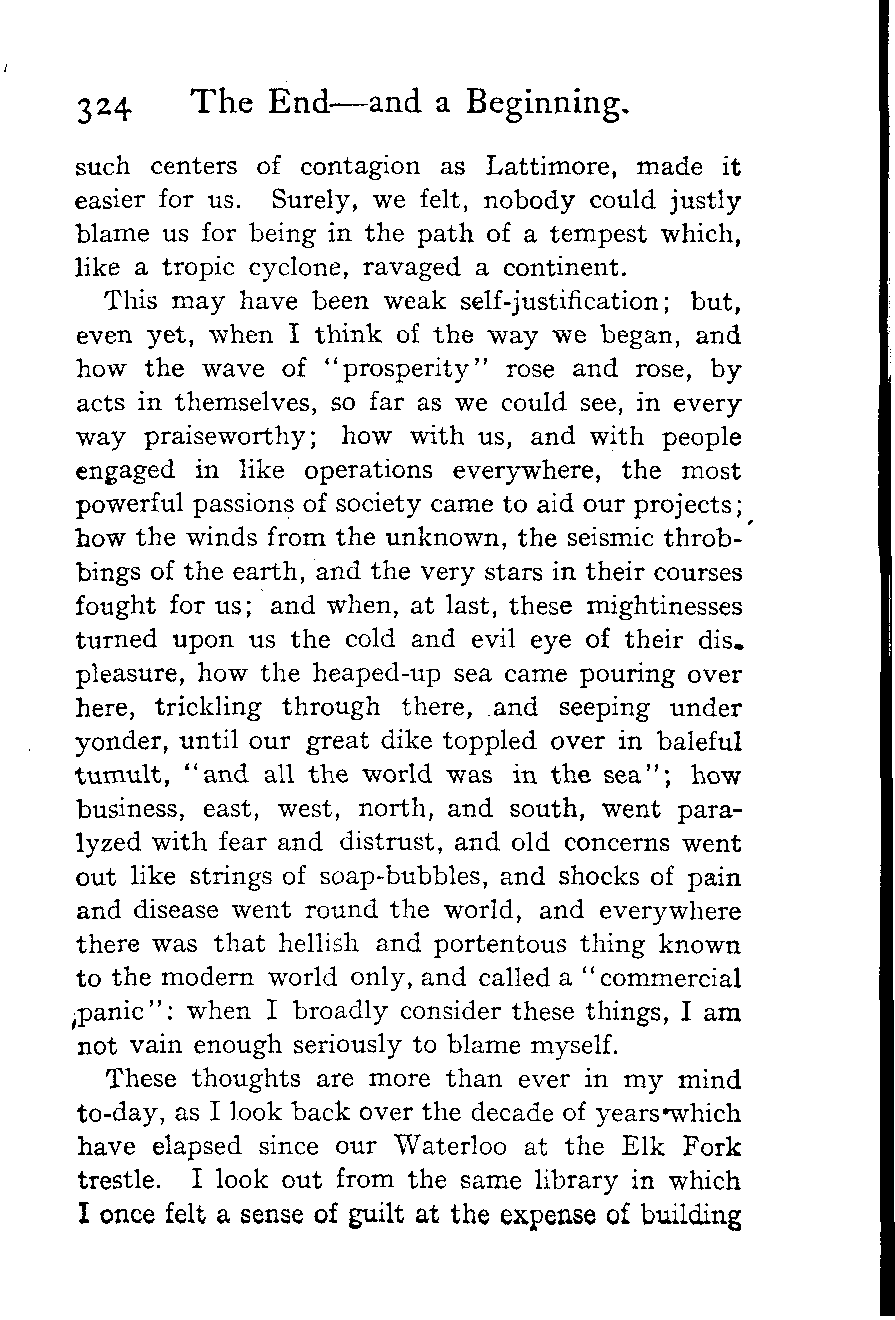 324 The End—and a Beginning.
such centers of contagion as Lattimore, made it
easier for us. Surely, we felt, nobody could justly
blame us for being in the path of a tempest which,
like a tropic cyclone, ravaged a continent.
This may have been weak self-justification; but,
even yet, when I think of the way we began, and
how the wave of "prosperity" rose and rose, by
acts in themselves, so far as we could see, in every
way praiseworthy; how with us, and with people
engaged in like operations everywhere, the most
powerful passions of society came to aid our projects;
how the winds from the unknown, the seismic throb-
bings of the earth, and the very stars in their courses
fought for us; and when, at last, these mightinesses
turned upon us the cold and evil eye of their dis-
pleasure, how the heaped-up sea came pouring over
here, trickling through there, and seeping under
yonder, until our great dike toppled over in baleful
tumult, "and all the world was in the sea"; how
business, east, west, north, and south, went para-
lyzed with fear and distrust, and old concerns went
out like strings of soap-bubbles, and shocks of pain
and disease went round the world, and everywhere
there was that hellish and portentous thing known
to the modern world only, and called a "commercial
panic": when I broadly consider these things, I am
not vain enough seriously to blame myself.
These thoughts are more than ever in my mind
to-day, as I look back over the decade of years which
have elapsed since our Waterloo at the Elk Fork
trestle. I look out from the same library in which
I once felt a sense of guilt at the expense of building